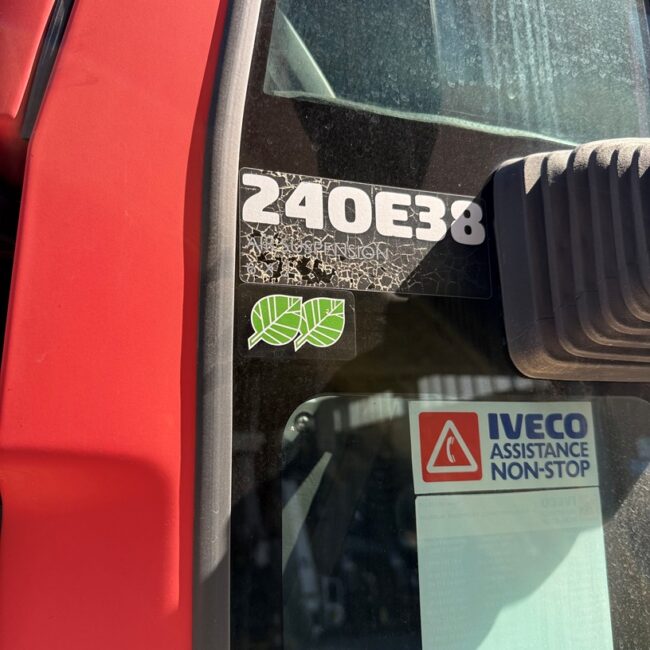 240E38
AIR SUSPENSION
IVECO
ASSISTANCE
NON-STOP